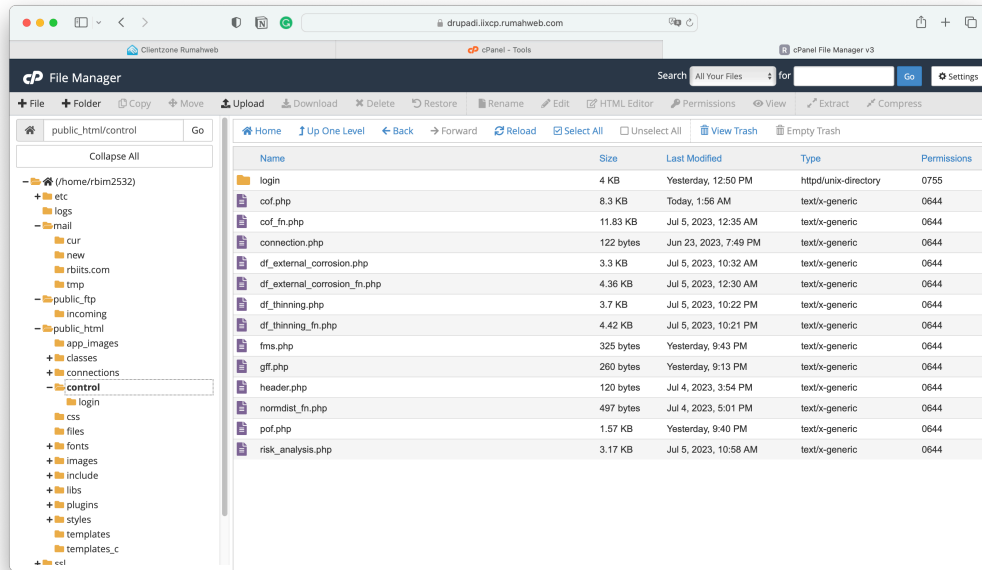 drupadi.iixcp.rumahweb.com
Clientzone Rumahweb
cPanel - Tools
R cPanel File Manager v3
cP File Manager
Search All Your Files for Go Settings
File Folder Copy Move Upload Download Delete Restore Rename Edit HTML Editor Permissions View Extract Compress
public_html/control Go
Home Up One Level Back Forward Reload Select All Unselect All View Trash Empty Trash
Collapse All
(/home/rbim2532)
etc
logs
mail
cur
new
rbiits.com
tmp
public_ftp
incoming
public_html
app_images
classes
connections
control
login
css
files
fonts
images
include
libs
plugins
styles
templates
templates_c
ssl
Name Size Last Modified Type Permissions
login 4 KB Yesterday, 12:50 PM httpd/unix-directory 0755
cof.php 8.3 KB Today, 1:56 AM text/x-generic 0644
cof_fn.php 11.83 KB Jul 5, 2023, 12:35 AM text/x-generic 0644
connection.php 122 bytes Jun 23, 2023, 7:49 PM text/x-generic 0644
df_external_corrosion.php 3.3 KB Jul 5, 2023, 10:32 AM text/x-generic 0644
df_external_corrosion_fn.php 4.36 KB Jul 5, 2023, 12:30 AM text/x-generic 0644
df_thinning.php 3.7 KB Jul 5, 2023, 10:22 PM text/x-generic 0644
df_thinning_fn.php 4.42 KB Jul 5, 2023, 10:21 PM text/x-generic 0644
fms.php 325 bytes Yesterday, 9:43 PM text/x-generic 0644
gff.php 260 bytes Yesterday, 9:13 PM text/x-generic 0644
header.php 120 bytes Jul 4, 2023, 3:54 PM text/x-generic 0644
normdist_fn.php 497 bytes Jul 4, 2023, 5:01 PM text/x-generic 0644
pof.php 1.57 KB Yesterday, 9:40 PM text/x-generic 0644
risk_analysis.php 3.17 KB Jul 5, 2023, 10:58 AM text/x-generic 0644